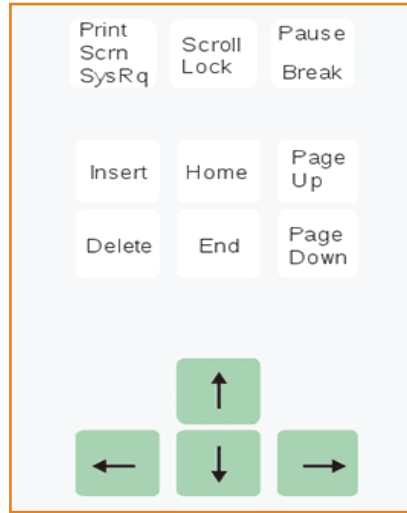 Print
Scrn
SysRq
Scroll
Lock
Pause
Break
Insert
Home
Page
Up
Delete
End
Page
Down
↑
← ↓ →